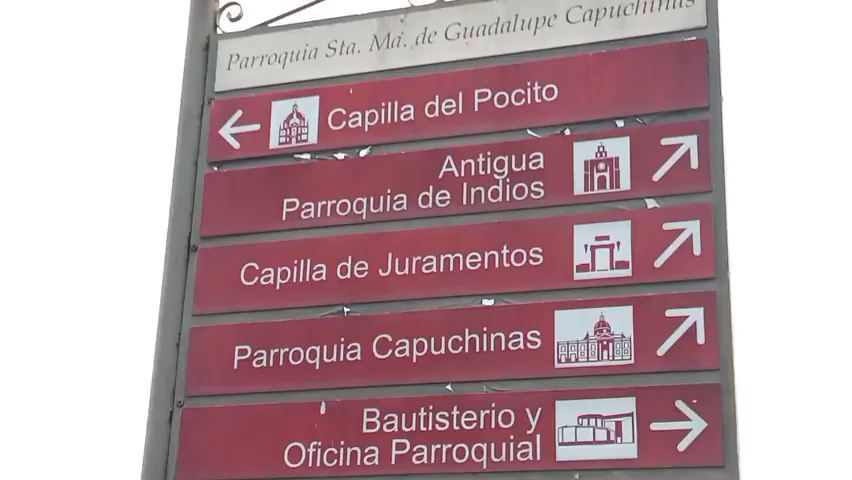 Parroquia Sta. Ma. de Guadalupe Capuchinas
Capilla del Pocito
Antigua
Parroquia de Indios
Capilla de Juramentos
Parroquia Capuchinas
Bautisterio y
Oficina Parroquial